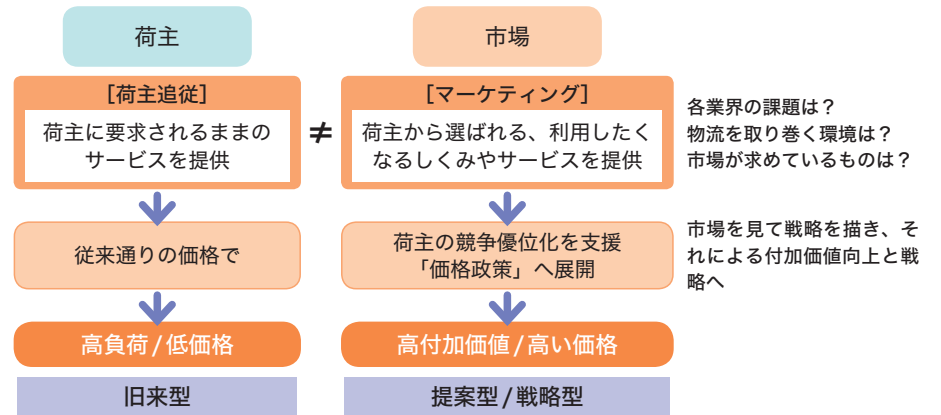 荷主
市場
［荷主追従］
荷主に要求されるままの
サービスを提供
≠
［マーケティング］
荷主から選ばれる、利用したく
なるしくみやサービスを提供
各業界の課題は？
物流を取り巻く環境は？
市場が求めているものは？
従来通りの価格で
荷主の競争優位化を支援
「価格政策」へ展開
市場を見て戦略を描き、そ
れによる付加価値向上と戦
略へ
高負荷/低価格
高付加価値/高い価格
旧来型
提案型/戦略型